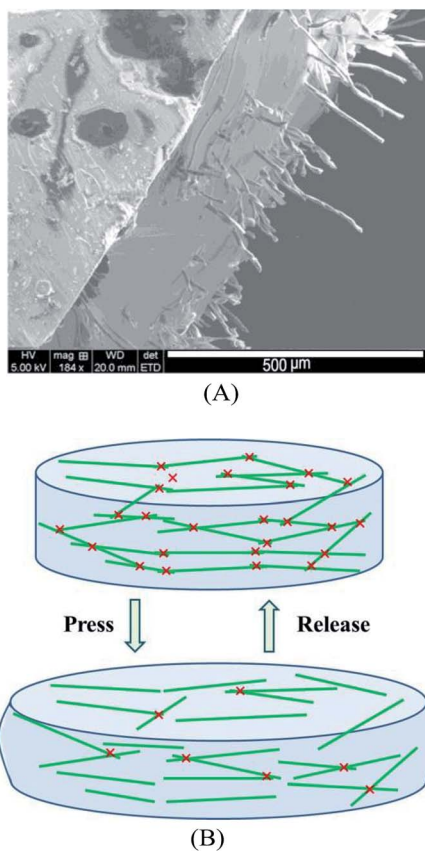 HV mag ⊞ WD det
5.00 kV 184 x 20.0 mm ETD 500 µm
(A)
Press Release
(B)